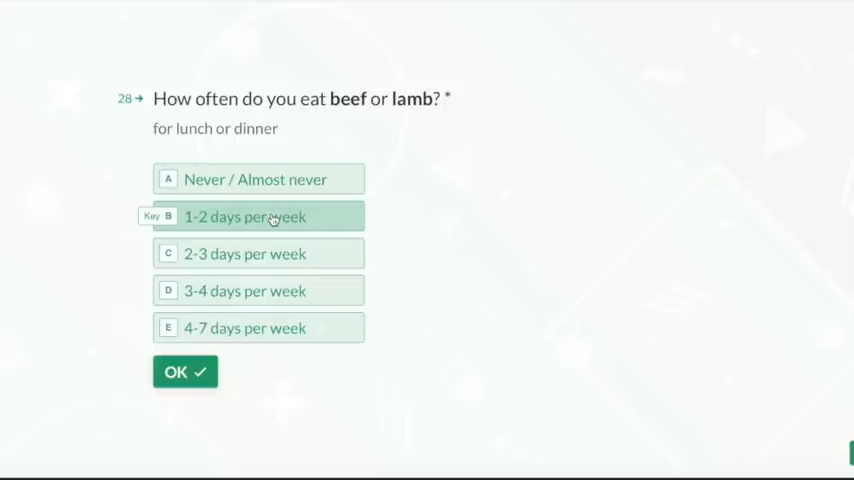 28→ How often do you eat beef or lamb? *
for lunch or dinner
A Never / Almost never
Key B 1-2 days per week
C 2-3 days per week
D 3-4 days per week
E 4-7 days per week
OK ✓